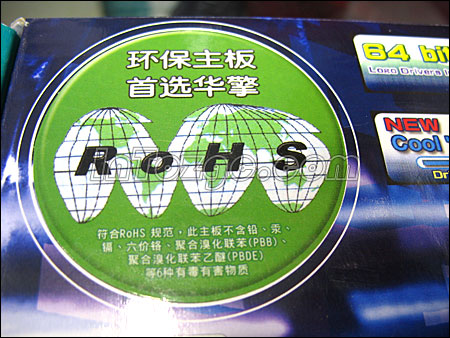 环保主板
首选华擎
RoHS
符合RoHS 规范，此主板不含铅、汞、
镉、六价铬、聚合溴化联苯(PBB)、
聚合溴化联苯乙醚(PBDE)
等6种有毒有害物质
64 bit
NEW
Cool